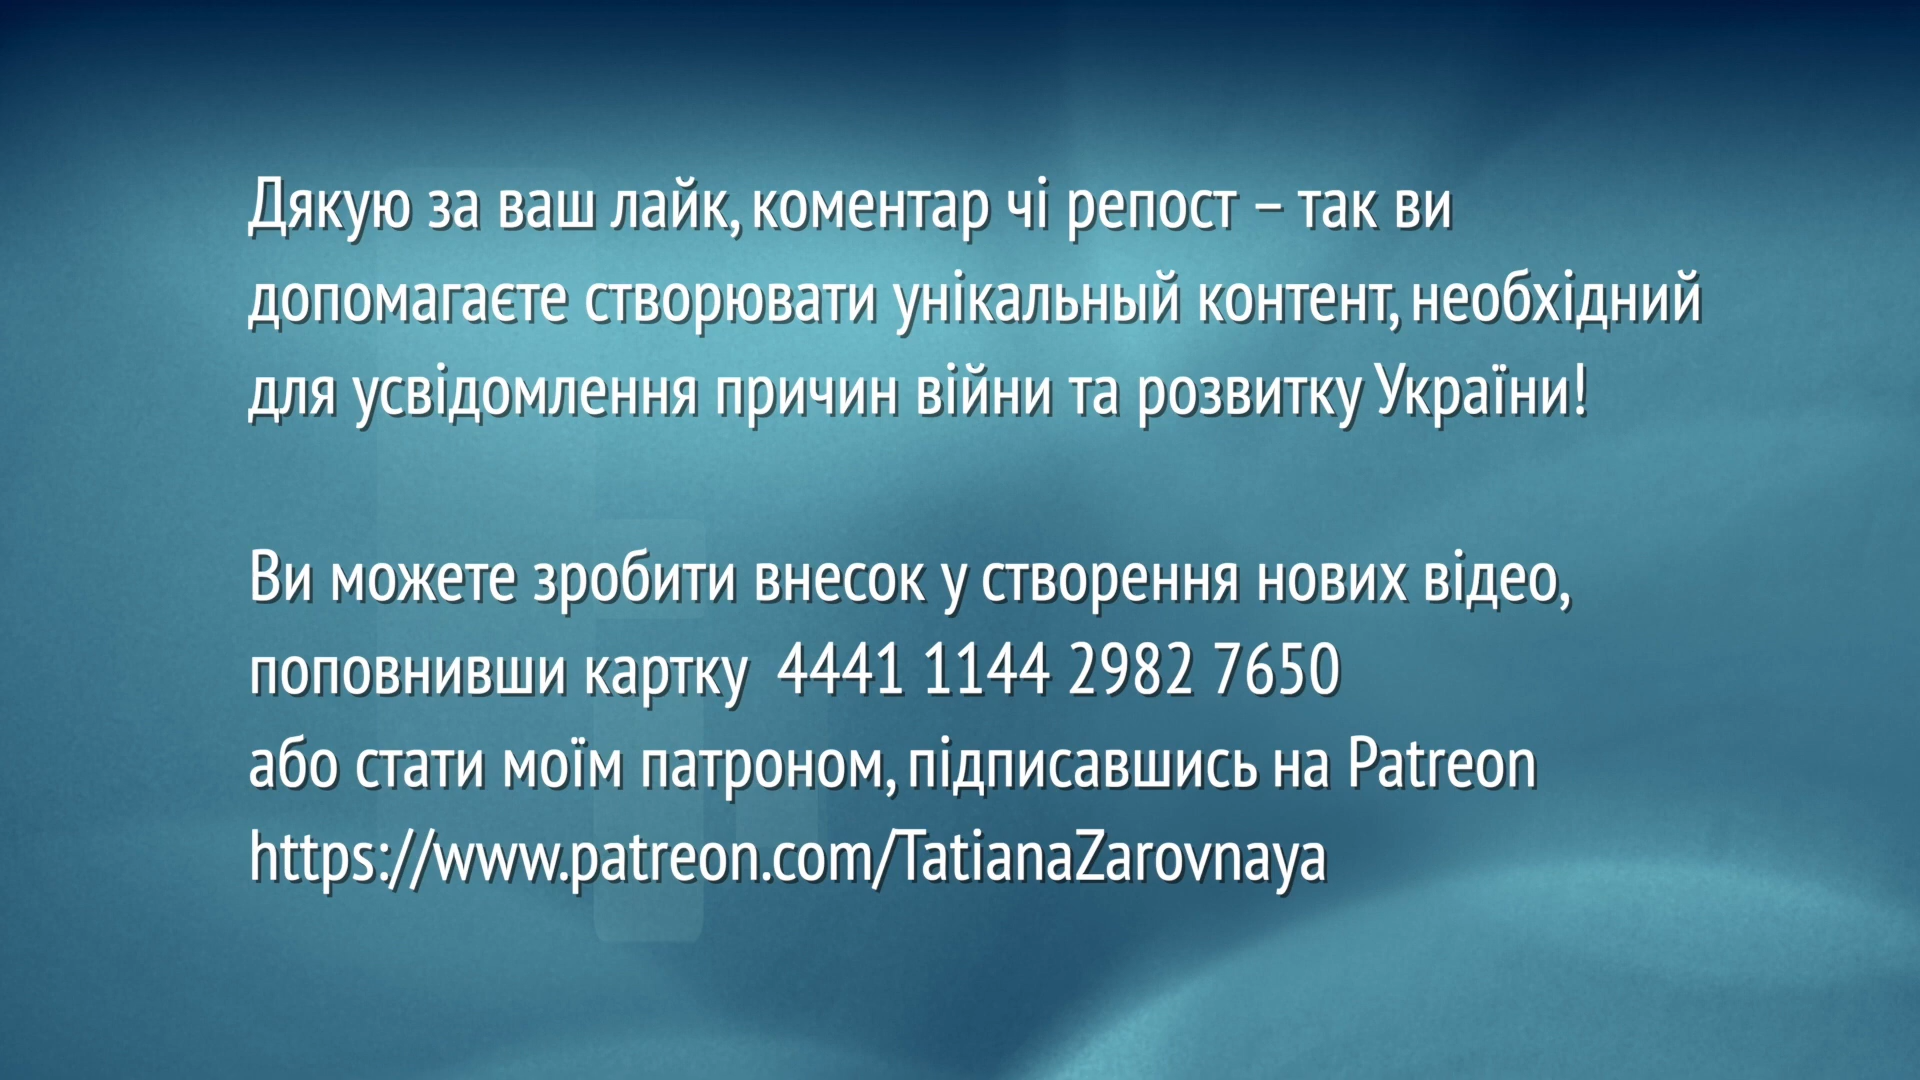 Дякую за ваш лайк, коментар чі репост – так ви
допомагаєте створювати унікальный контент, необхідний
для усвідомлення причин війни та розвитку України!
Ви можете зробити внесок у створення нових відео,
поповнивши картку 4441 1144 2982 7650
або стати моїм патроном, підписавшись на Patreon
https://www.patreon.com/TatianaZarovnaya